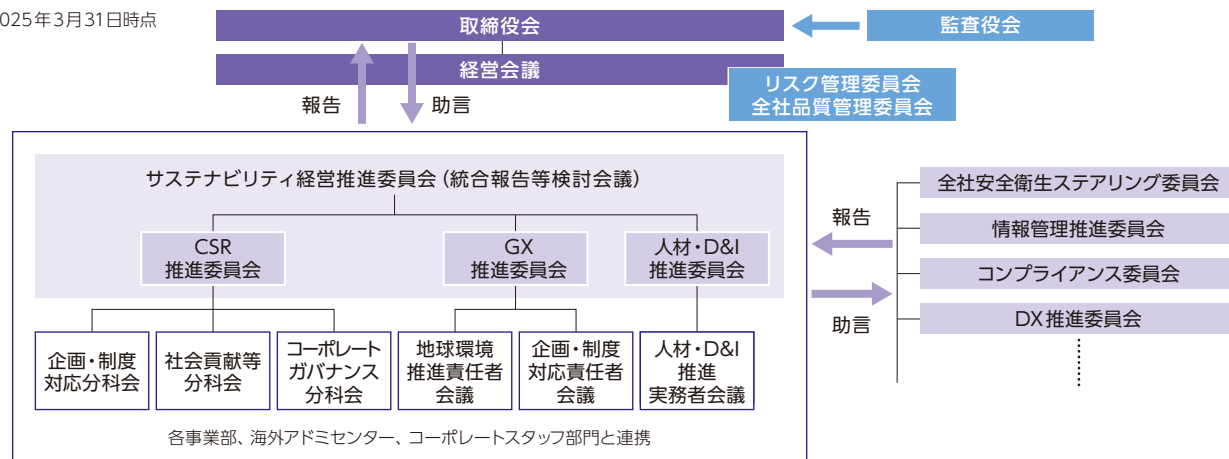 025年3月31日時点
取締役会
監査役会
経営会議
リスク管理委員会
全社品質管理委員会
報告
助言
サステナビリティ経営推進委員会（統合報告等検討会議）
CSR
推進委員会
GX
推進委員会
人材・D&I
推進委員会
企画・制度
対応分科会
社会貢献等
分科会
コーポレート
ガバナンス
分科会
地球環境
推進責任者
会議
企画・制度
対応責任者
会議
人材・D&I
推進
実務者会議
各事業部、海外アドミセンター、コーポレートスタッフ部門と連携
報告
助言
全社安全衛生ステアリング委員会
情報管理推進委員会
コンプライアンス委員会
DX推進委員会